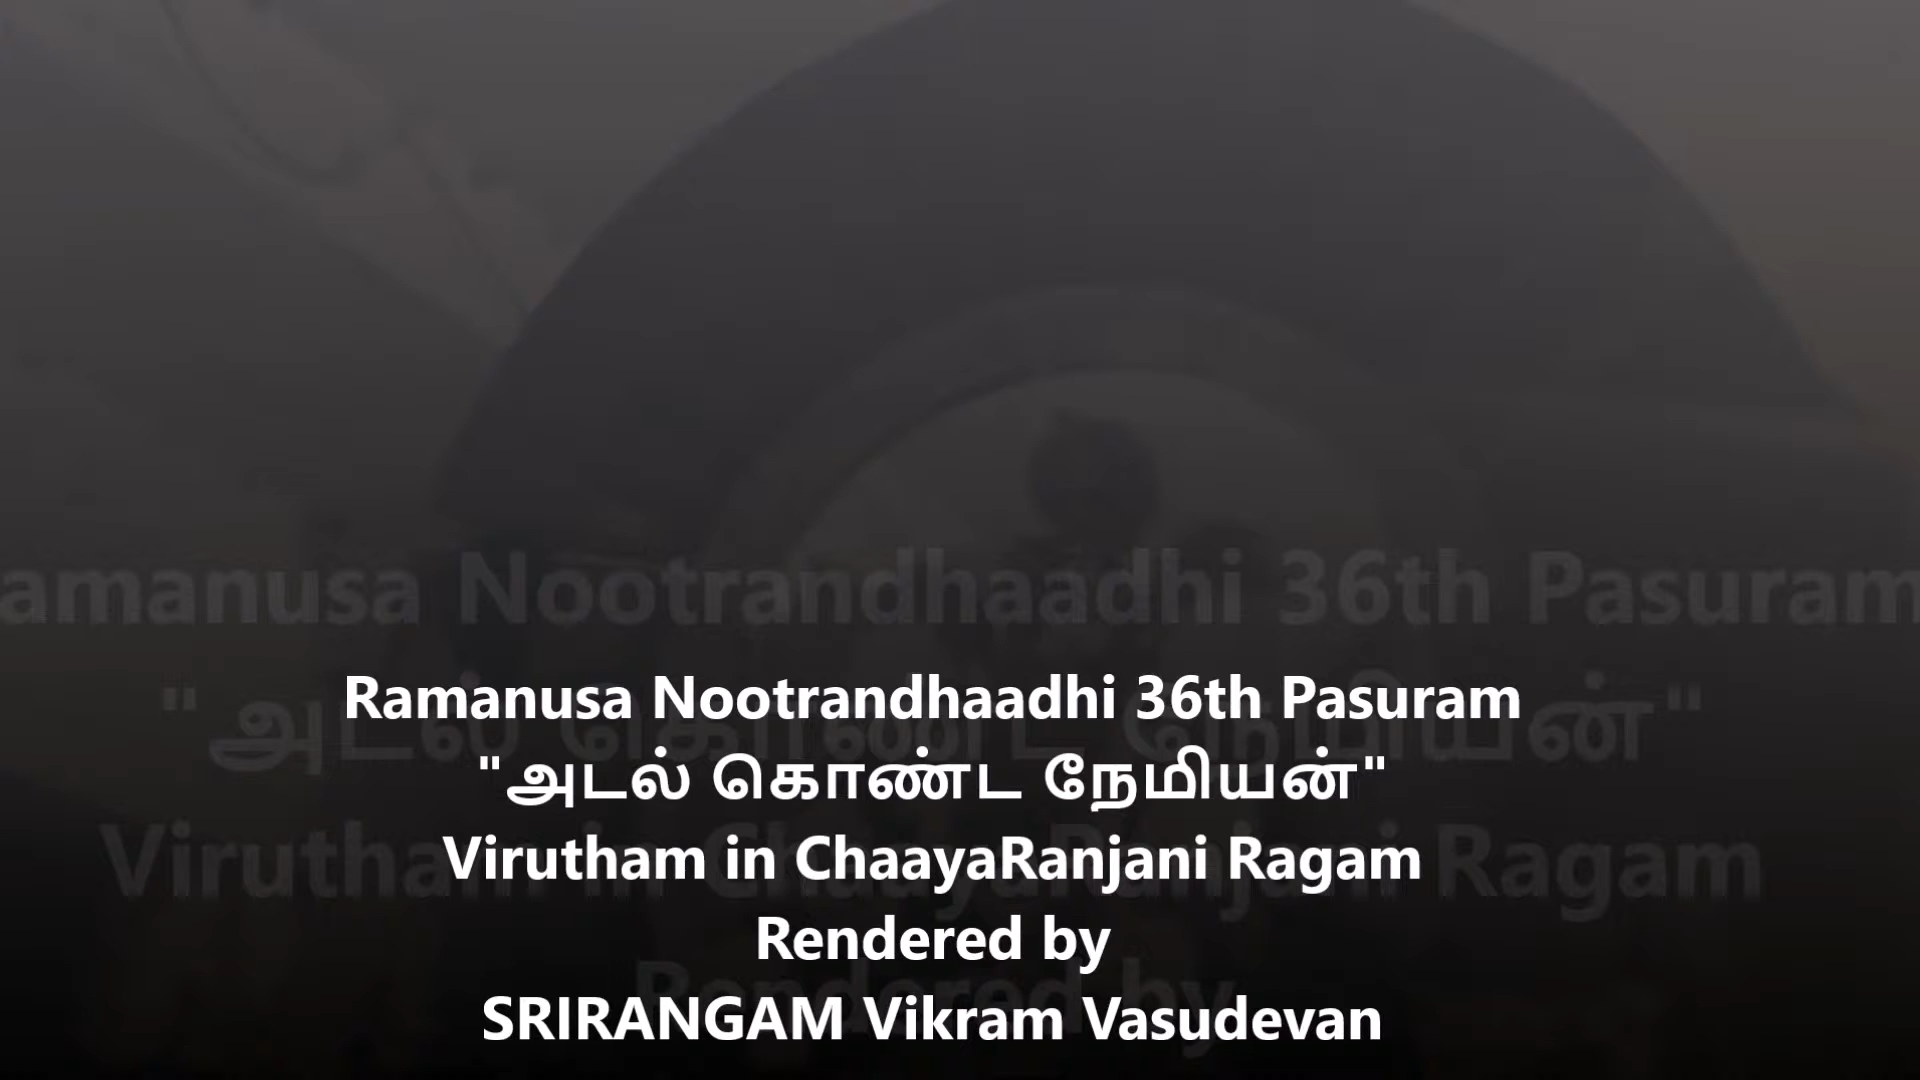 Ramanusa Nootrandhaadhi 36th Pasuram
"அடல் கொண்ட நேமியன்"
Virutham in ChaayaRanjani Ragam
Rendered by
SRIRANGAM Vikram Vasudevan